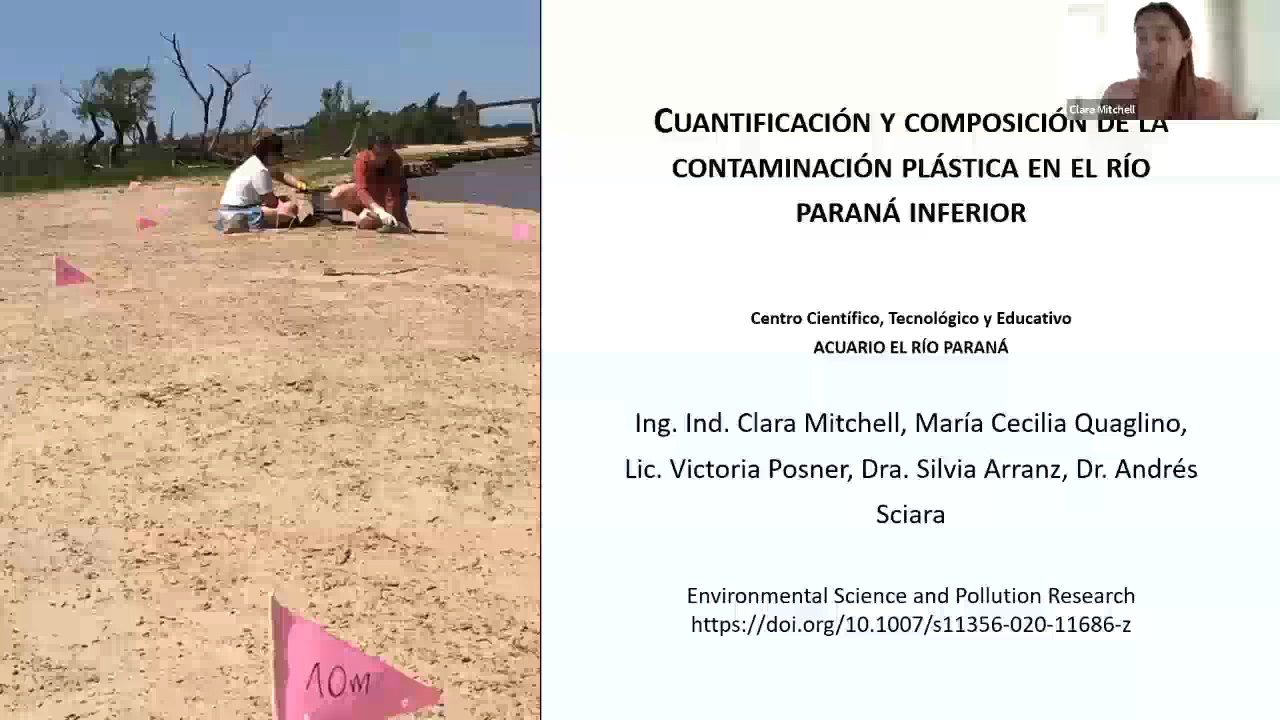 Clara Mitchell
CUANTIFICACIÓN Y COMPOSICIÓN DE LA
CONTAMINACIÓN PLÁSTICA EN EL RÍO
PARANÁ INFERIOR
Centro Científico, Tecnológico y Educativo
ACUARIO EL RÍO PARANÁ
Ing. Ind. Clara Mitchell, María Cecilia Quaglino,
Lic. Victoria Posner, Dra. Silvia Arranz, Dr. Andrés
Sciara
Environmental Science and Pollution Research
https://doi.org/10.1007/s11356-020-11686-z
10m